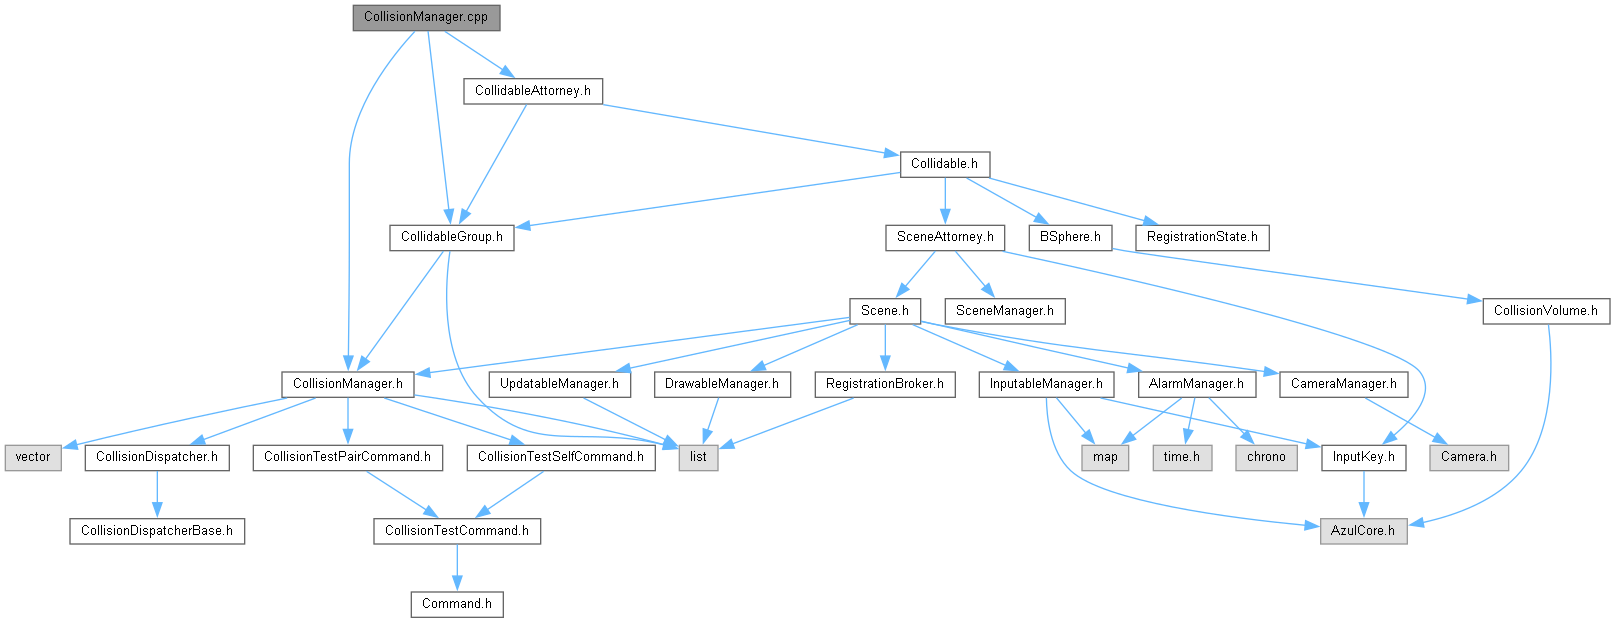 CollisionManager.cpp
CollidableAttorney.h
Collidable.h
CollidableGroup.h
SceneAttorney.h
BSphere.h
RegistrationState.h
Scene.h
SceneManager.h
CollisionVolume.h
CollisionManager.h
UpdatableManager.h
DrawableManager.h
RegistrationBroker.h
InputableManager.h
AlarmManager.h
CameraManager.h
vector
CollisionDispatcher.h
CollisionTestPairCommand.h
CollisionTestSelfCommand.h
list
map
time.h
chrono
InputKey.h
Camera.h
CollisionDispatcherBase.h
CollisionTestCommand.h
AzulCore.h
Command.h